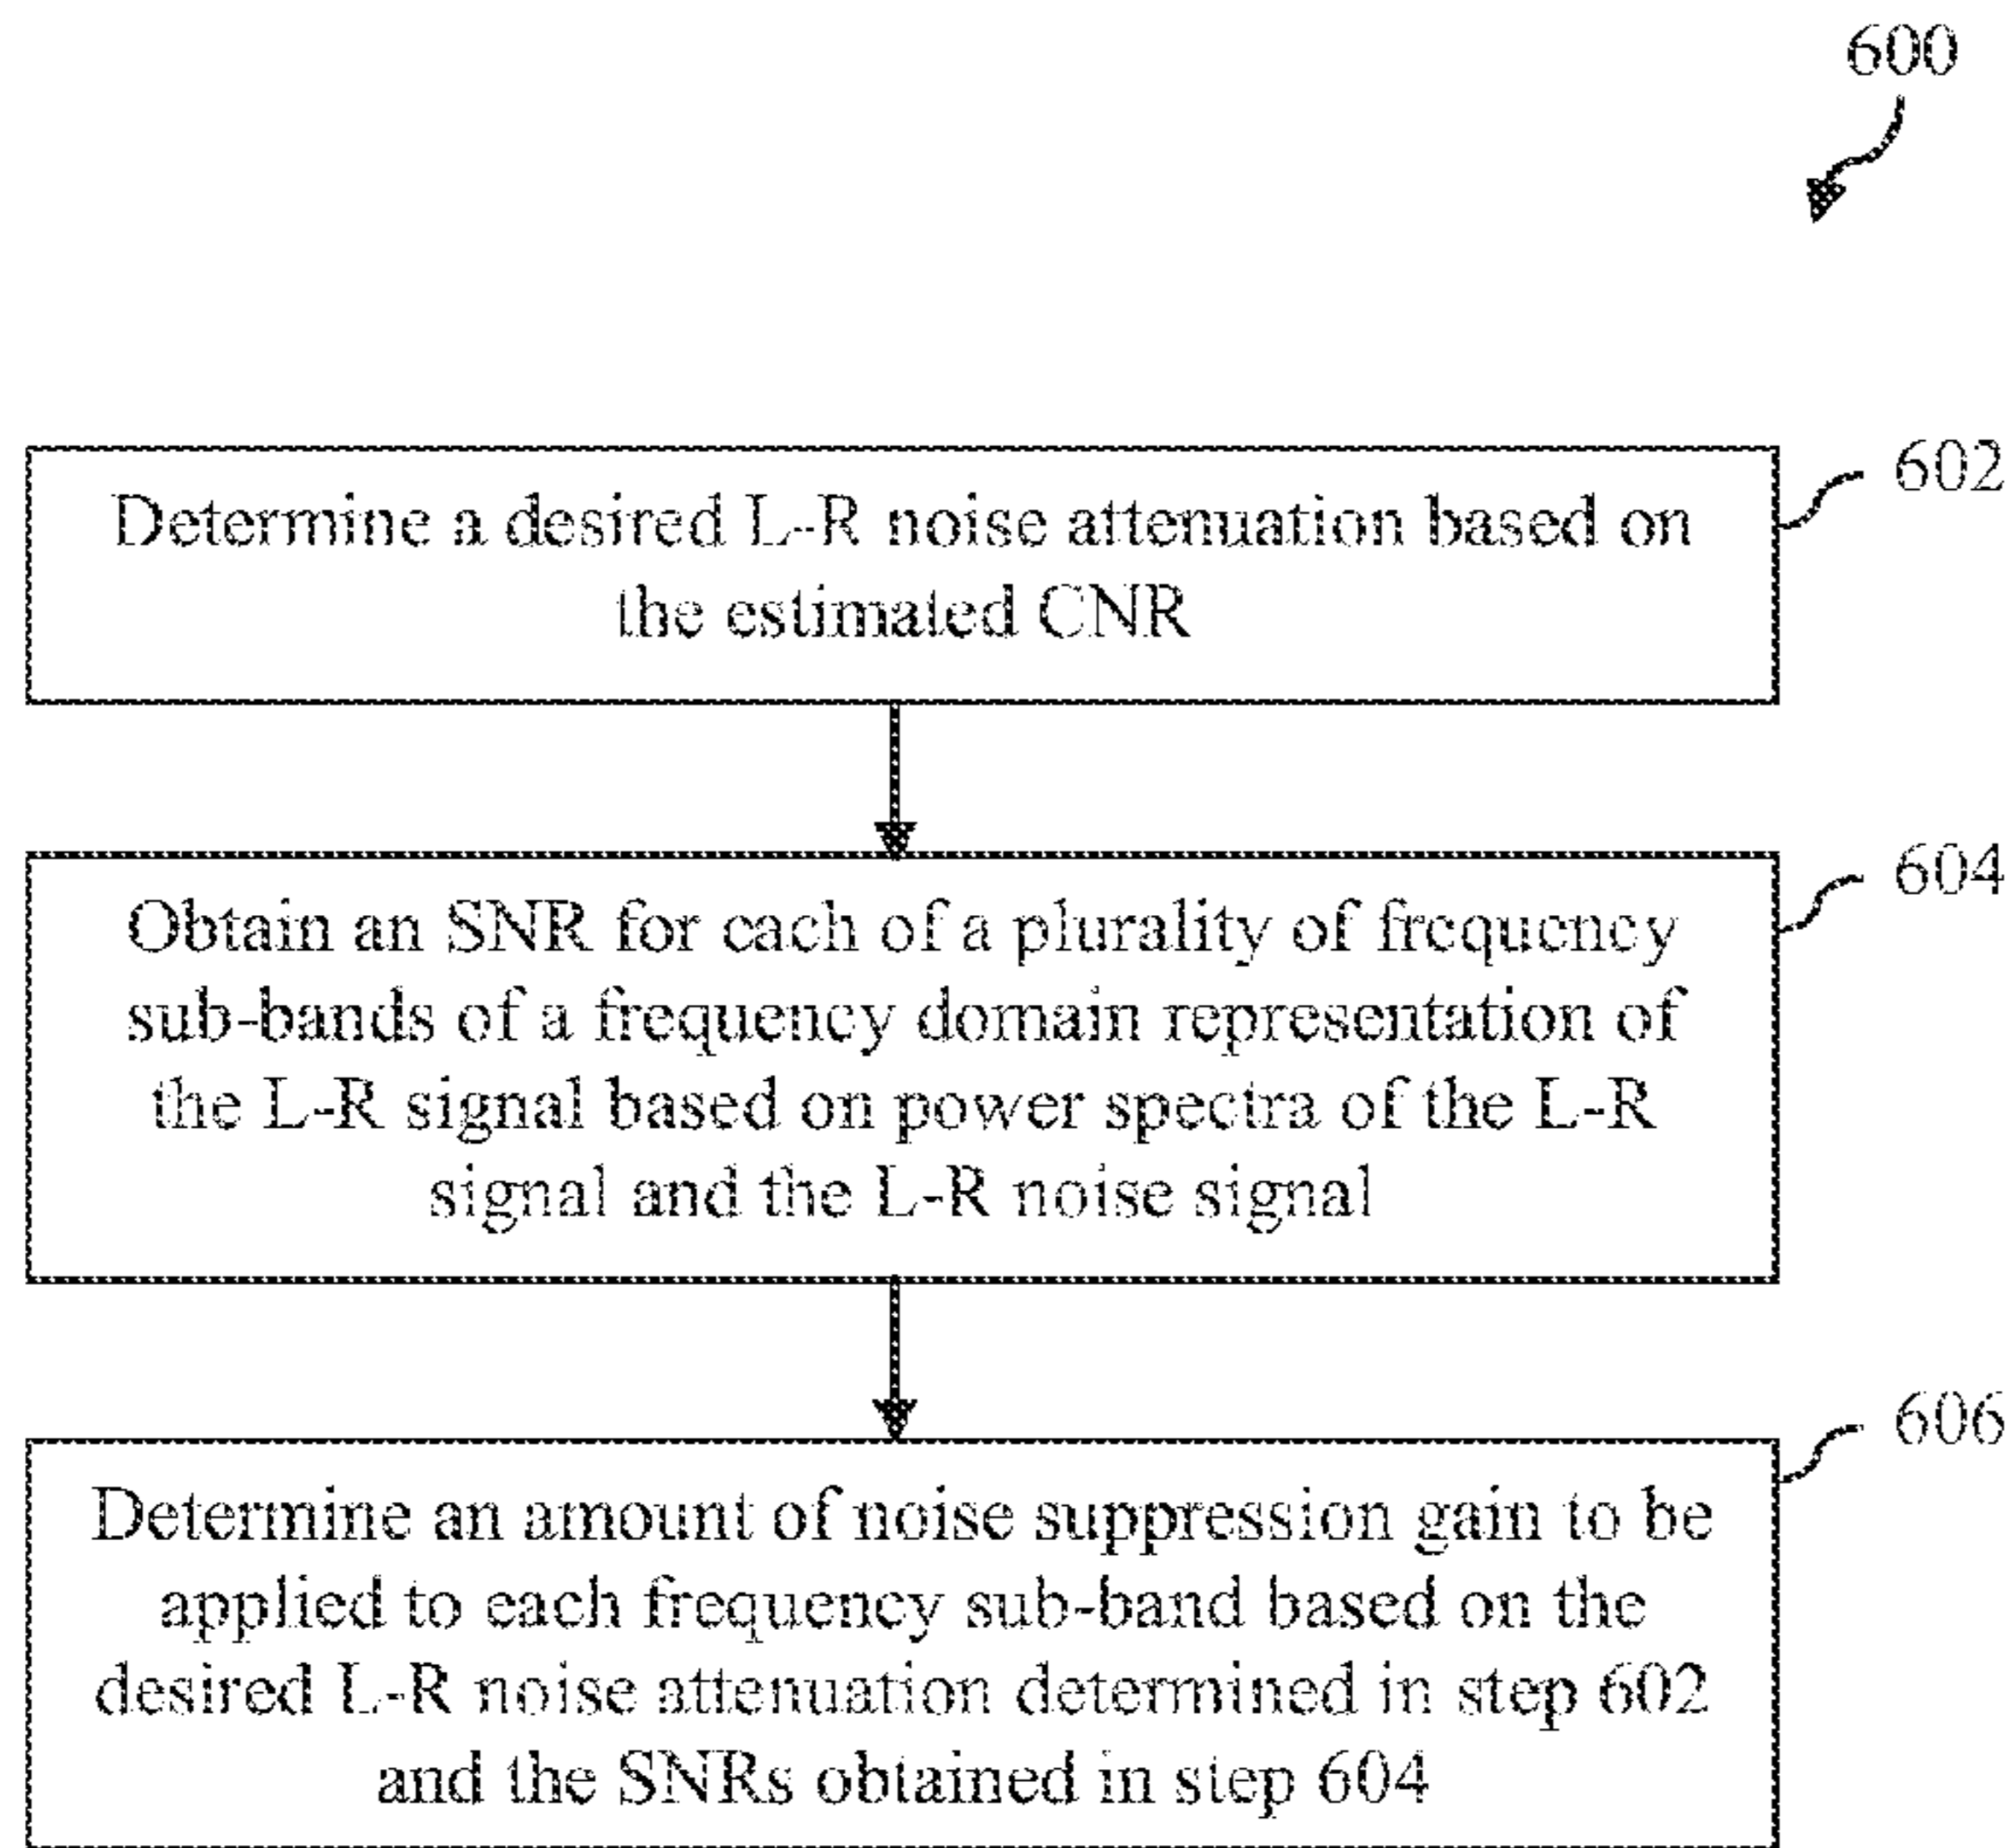 600
602
Determine a desired L-R noise attenuation based on
the estimated CNR
604
Obtain an SNR for each of a plurality of frequency
sub-bands of a frequency domain representation of
the L-R signal based on power spectra of the L-R
signal and the L-R noise signal
606
Determine an amount of noise suppression gain to be
applied to each frequency sub-band based on the
desired L-R noise attenuation determined in step 602
and the SNRs obtained in step 604